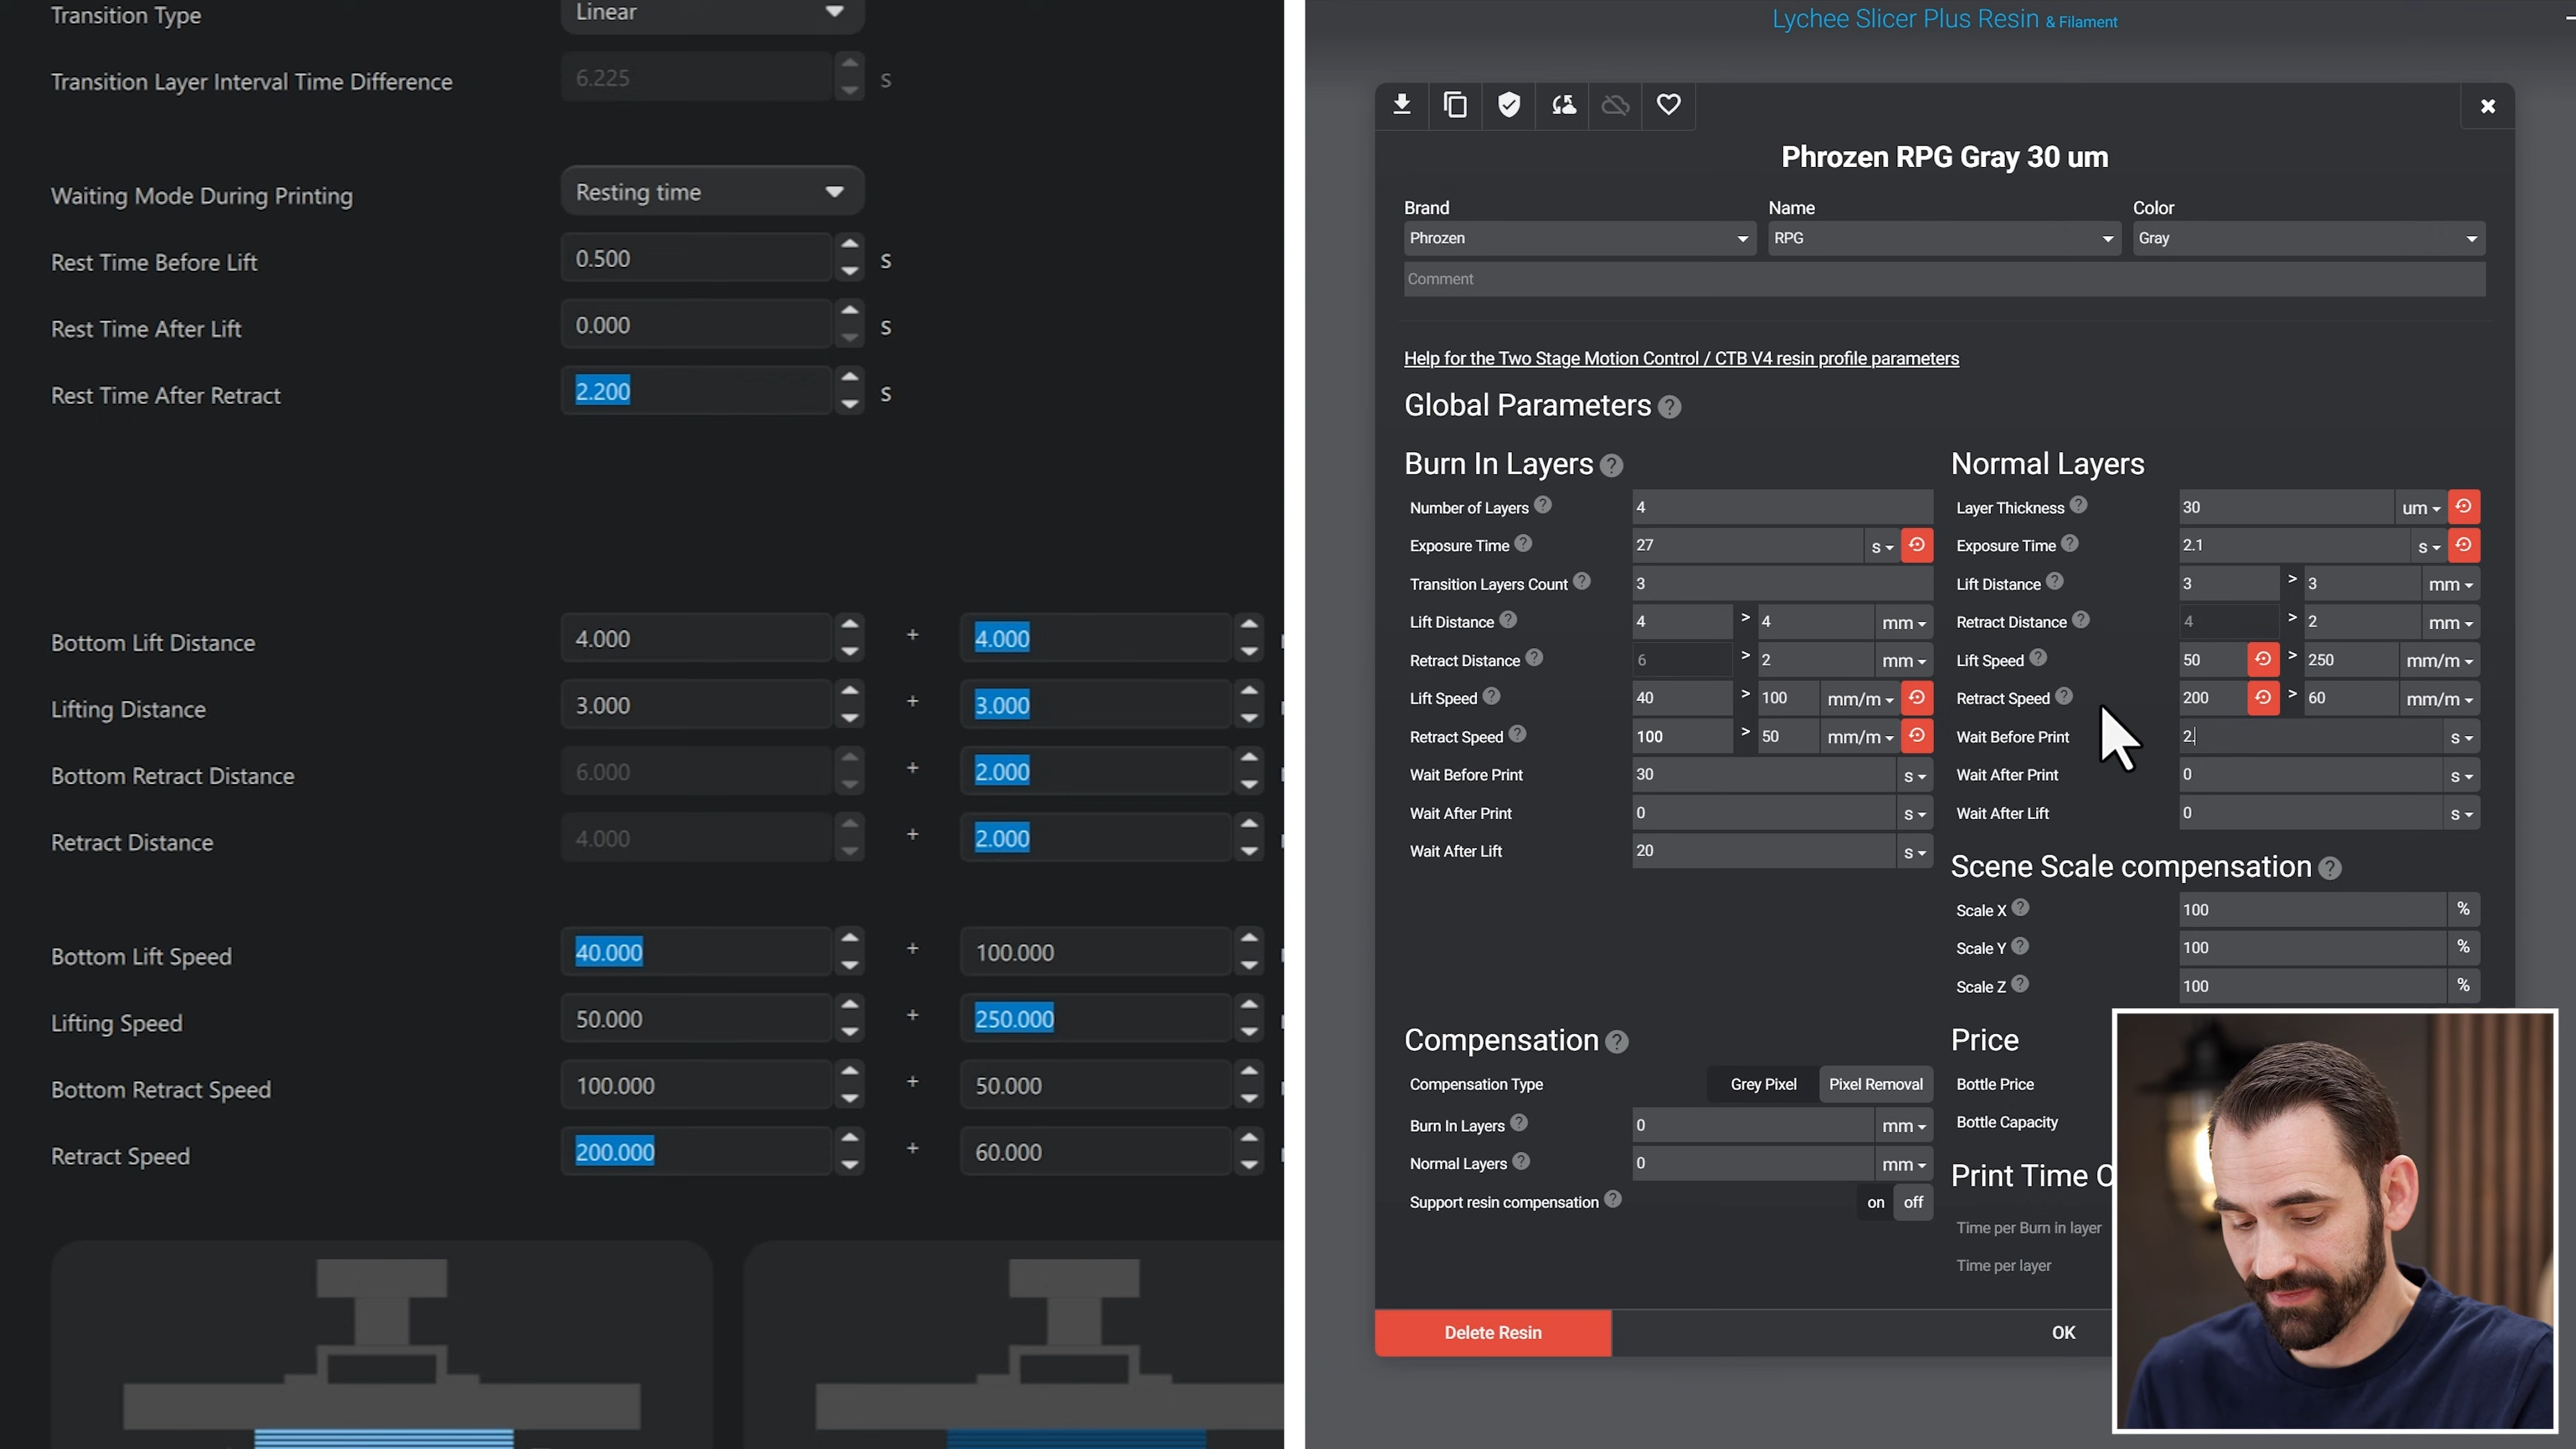 Transition Type Linear
Transition Layer Interval Time Difference 6.225 s
Waiting Mode During Printing Resting time
Rest Time Before Lift 0.500 s
Rest Time After Lift 0.000 s
Rest Time After Retract 2.200 s
Bottom Lift Distance 4.000 + 4.000
Lifting Distance 3.000 + 3.000
Bottom Retract Distance 6.000 + 2.000
Retract Distance 4.000 + 2.000
Bottom Lift Speed 40.000 + 100.000
Lifting Speed 50.000 + 250.000
Bottom Retract Speed 100.000 + 50.000
Retract Speed 200.000 + 60.000
Lychee Slicer Plus Resin & Filament
Phrozen RPG Gray 30 um
Brand Name Color
Phrozen RPG Gray
Comment
Help for the Two Stage Motion Control / CTB V4 resin profile parameters
Global Parameters ?
Burn In Layers ?
Number of Layers ? 4
Exposure Time ? 27 s
Transition Layers Count ? 3
Lift Distance ? 4 > 4 mm
Retract Distance ? 6 > 2 mm
Lift Speed ? 40 > 100 mm/m
Retract Speed ? 100 > 50 mm/m
Wait Before Print 30 s
Wait After Print 0 s
Wait After Lift 20 s
Normal Layers
Layer Thickness ? 30 um
Exposure Time ? 2.1 s
Lift Distance ? 3 > 3 mm
Retract Distance ? 4 > 2 mm
Lift Speed ? 50 > 250 mm/m
Retract Speed ? 200 > 60 mm/m
Wait Before Print 2. s
Wait After Print 0 s
Wait After Lift 0 s
Scene Scale compensation ?
Scale X ? 100 %
Scale Y ? 100 %
Scale Z ? 100 %
Compensation ?
Compensation Type Grey Pixel Pixel Removal
Burn In Layers ? 0 mm
Normal Layers ? 0 mm
Support resin compensation ? on off
Price
Bottle Price
Bottle Capacity
Print Time O
Time per Burn in layer
Time per layer
Delete Resin OK